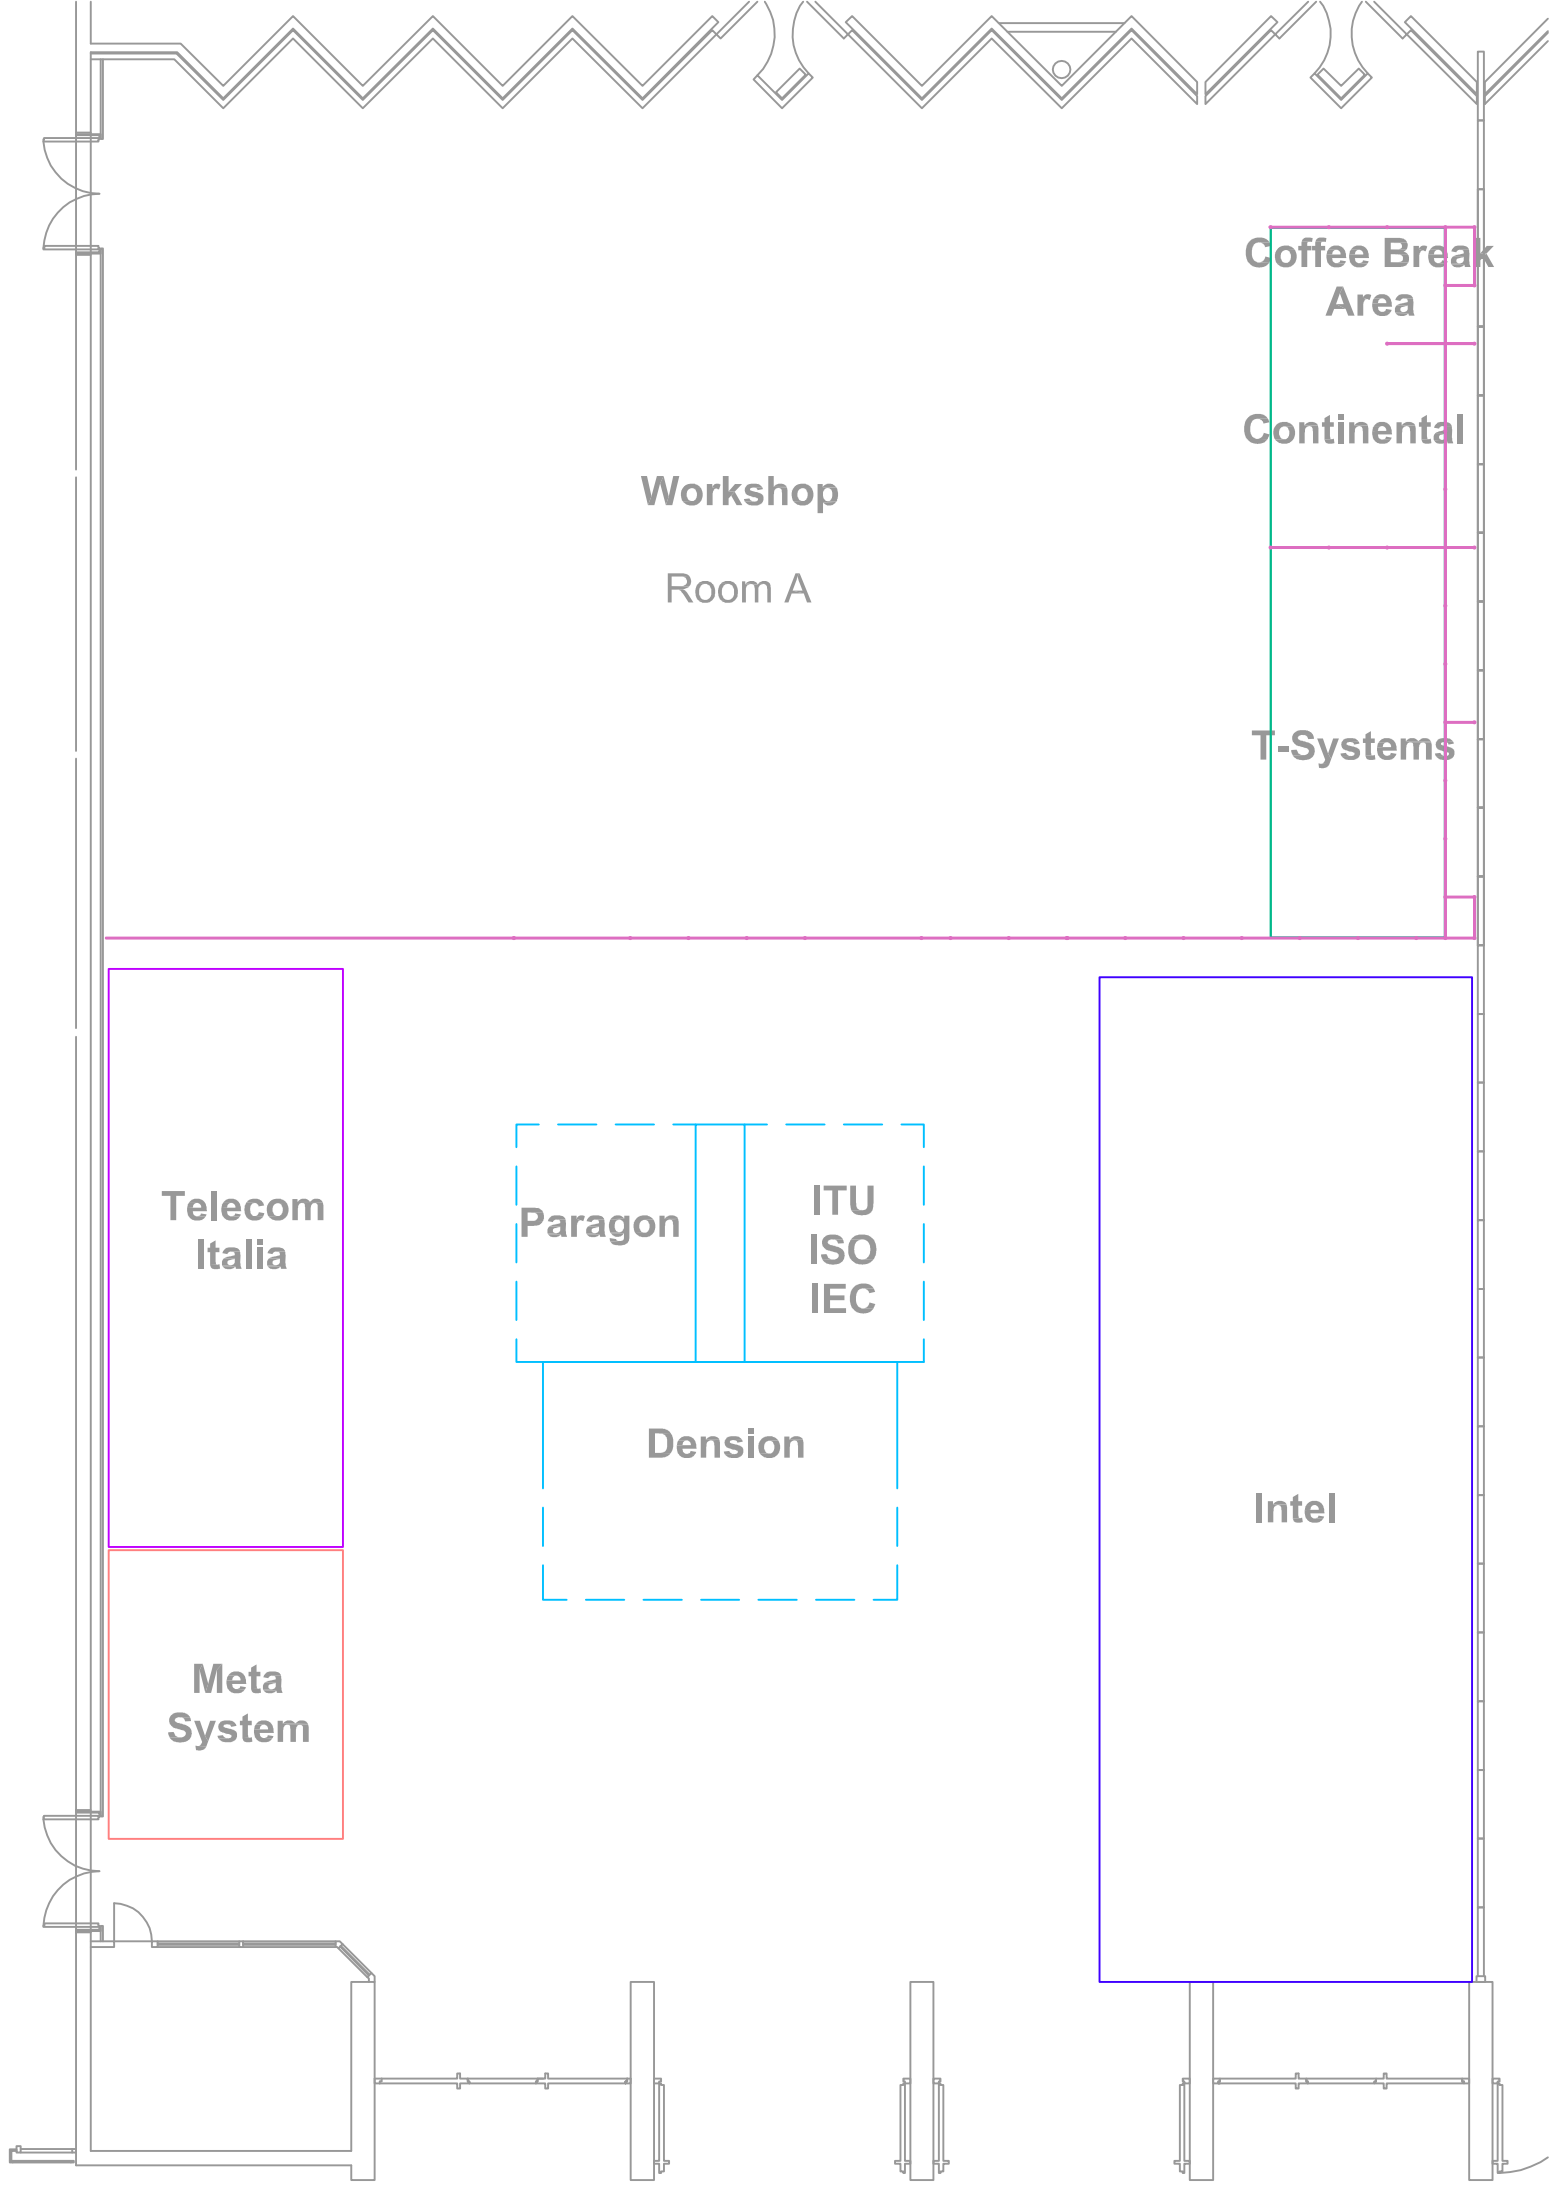 Coffee Break
Area
Continental
Workshop
Room A
T-Systems
Telecom
Italia
Paragon
ITU
ISO
IEC
Dension
Intel
Meta
System